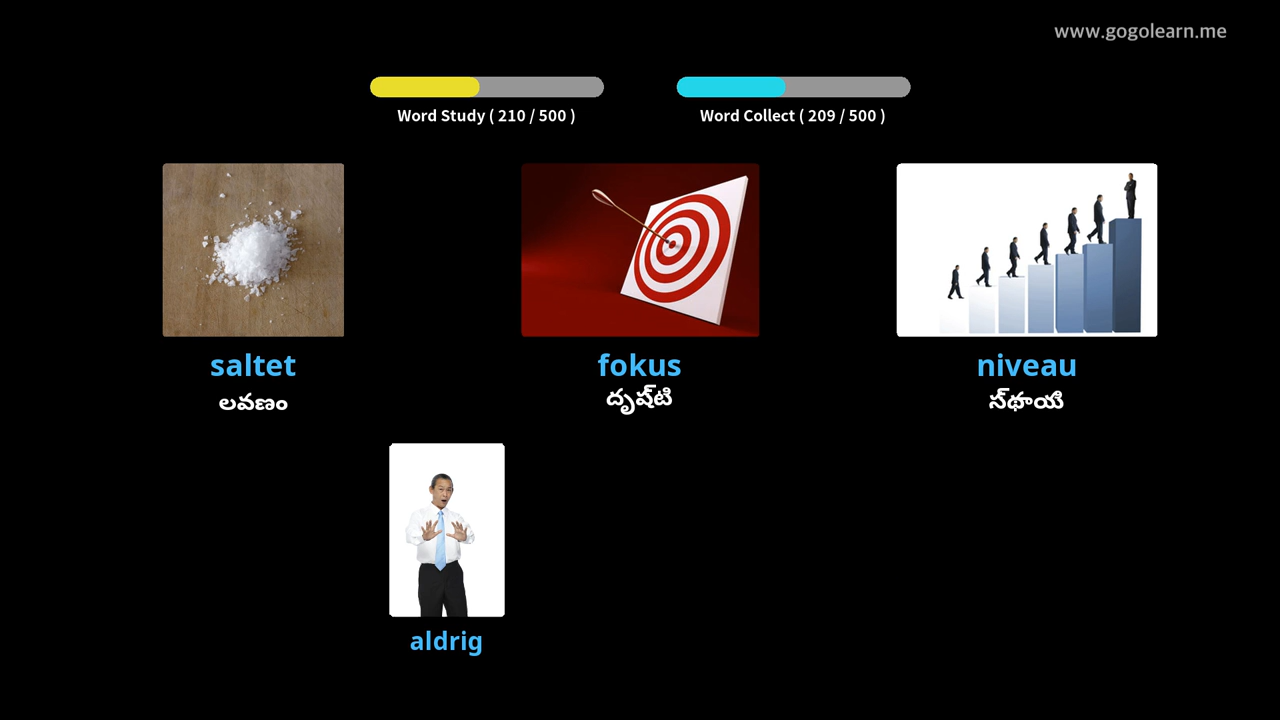 www.gogolearn.me
Word Study ( 210 / 500 )
Word Collect ( 209 / 500 )
saltet
fokus
niveau
లవణం
దృష్టి
స్థాయి
aldrig